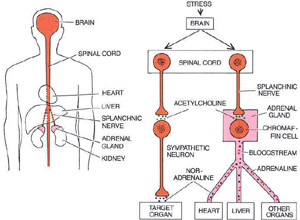 BRAIN
SPINAL CORD
HEART
LIVER
SPLANCHNIC
NERVE
ADRENAL
GLAND
KIDNEY
STRESS
BRAIN
SPINAL CORD
SPLANCHNIC
NERVE
ACETYLCHOLINE
ADRENAL
GLAND
CHROMAF-
FIN CELL
SYMPATHETIC
NEURON
BLOODSTREAM
NOR-
ADRENALINE
ADRENALINE
TARGET
ORGAN
HEART
LIVER
OTHER
ORGANS